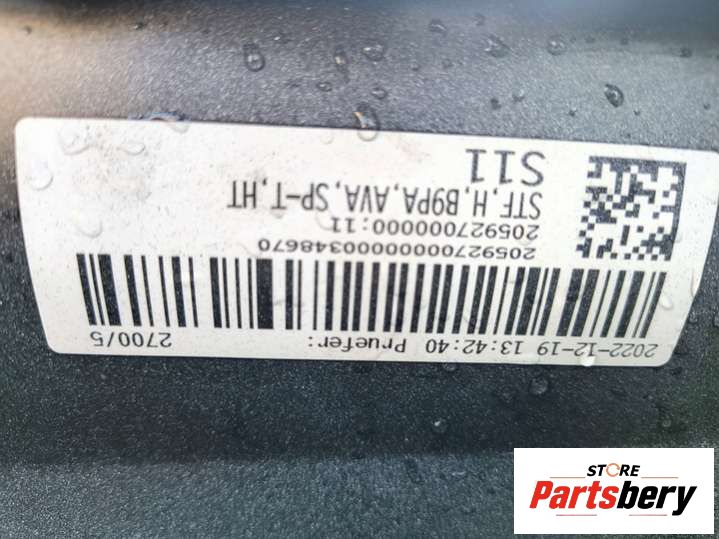 2022-12-19 13:42:40 Pruefer: 2700/5
2059270000000348670
205927000000:11
STF,H,B9PA,AVA,SP-T,HT
S11
STORE
Partsbery